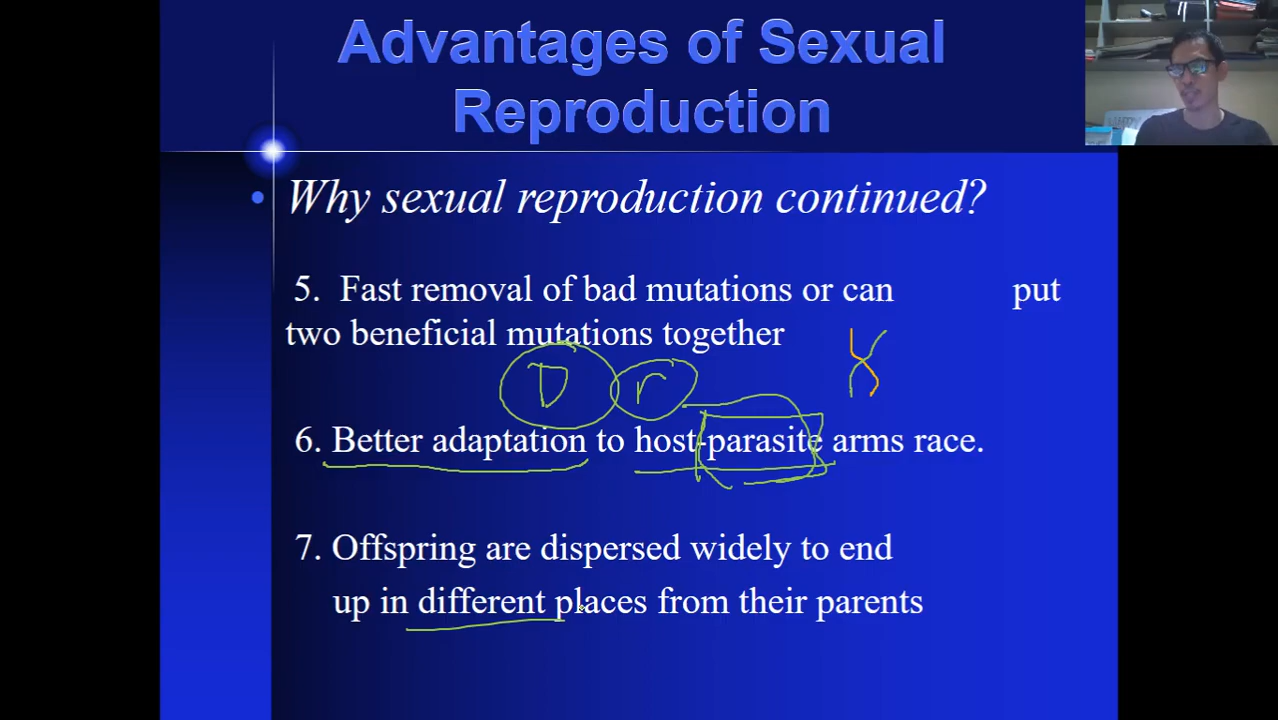 Advantages of Sexual
Reproduction
• Why sexual reproduction continued?
5. Fast removal of bad mutations or can put
two beneficial mutations together
D r
6. Better adaptation to host-parasite arms race.
7. Offspring are dispersed widely to end
up in different places from their parents